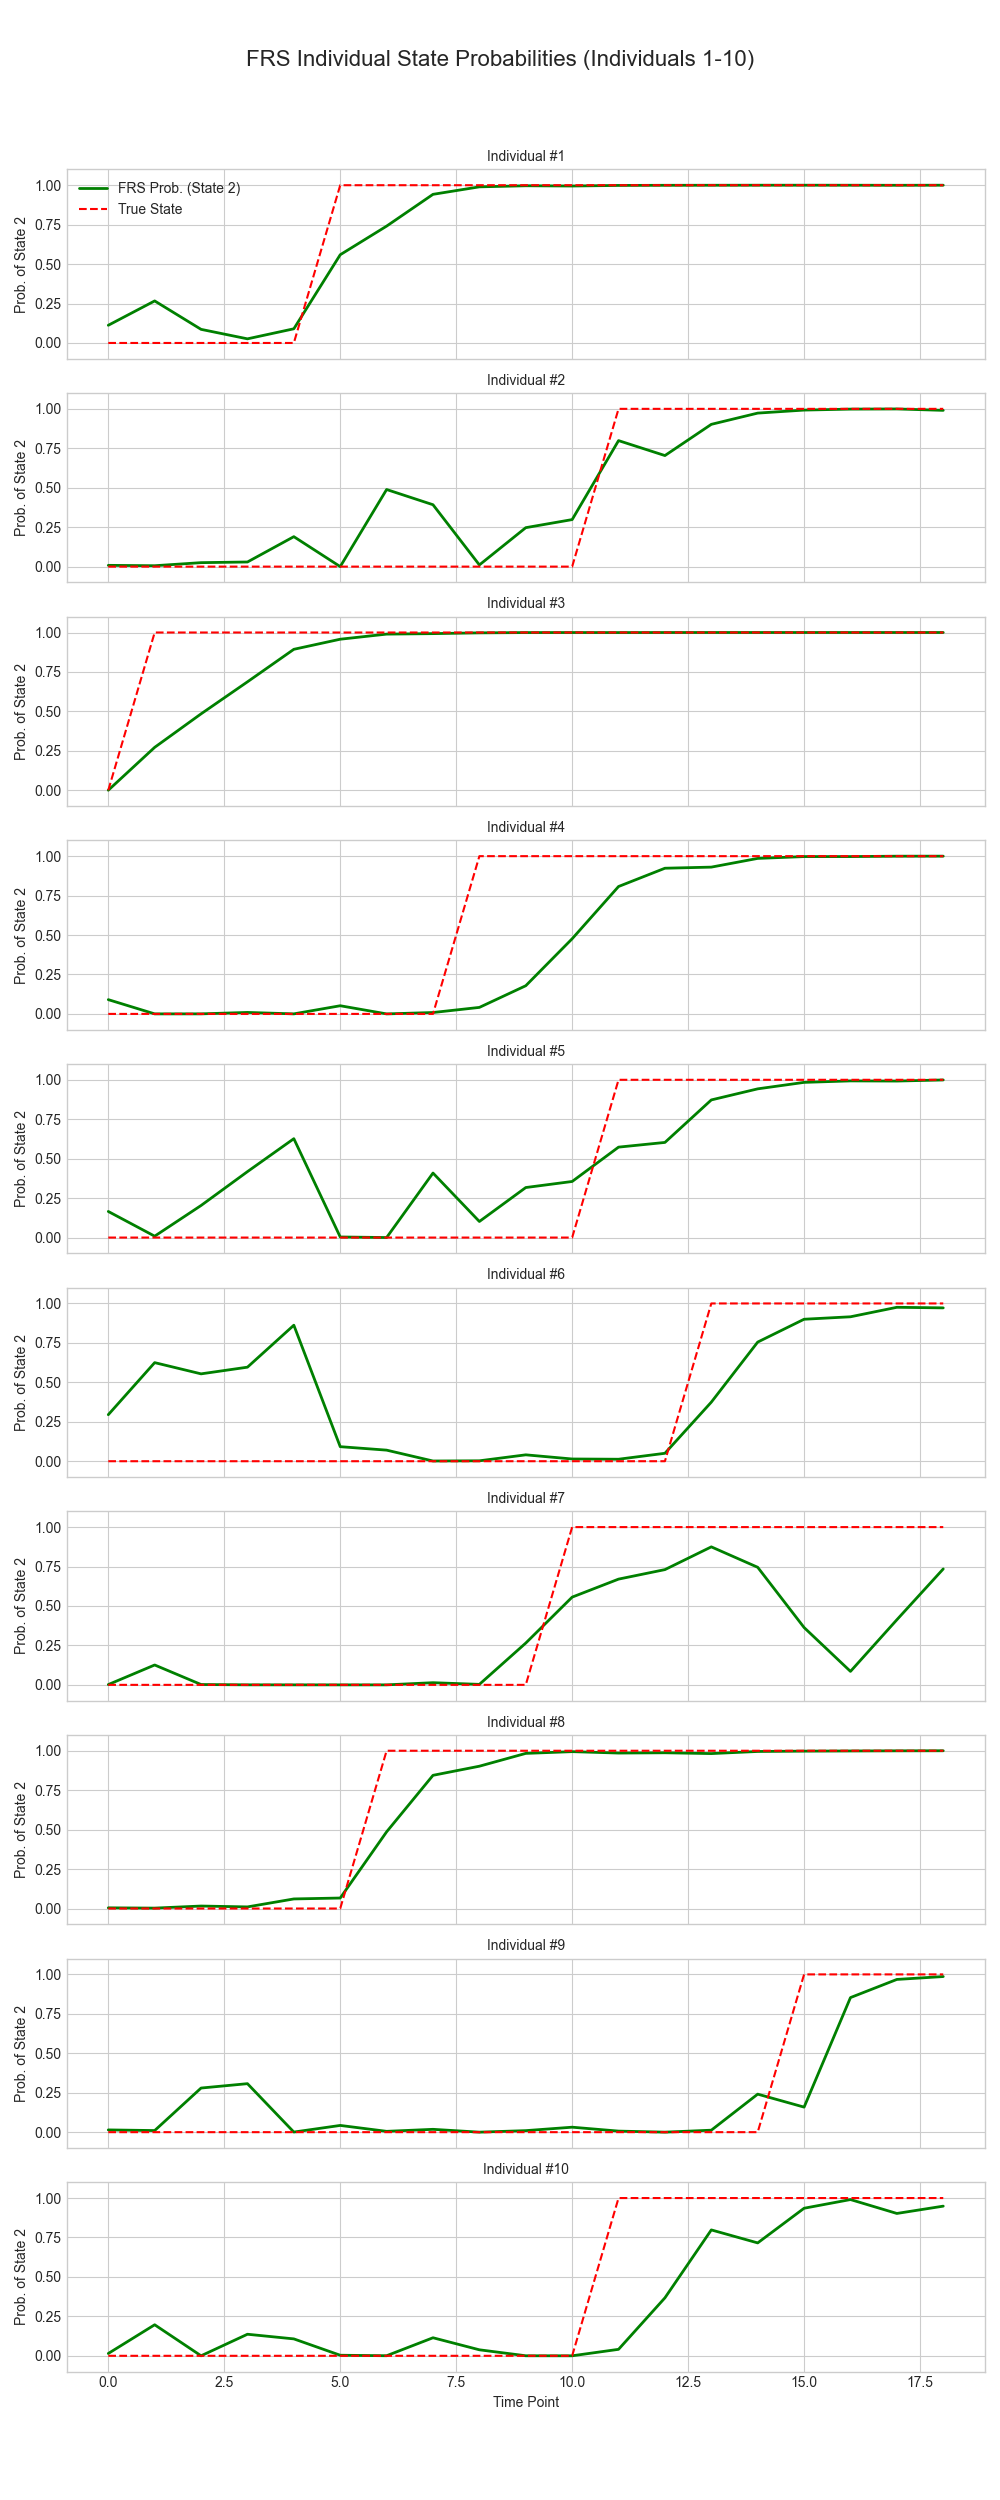 FRS Individual State Probabilities (Individuals 1-10)
Individual #1
FRS Prob. (State 2)
True State
1.00
0.75
0.50
0.25
0.00
Prob. of State 2
Individual #2
1.00
0.75
0.50
0.25
0.00
Prob. of State 2
Individual #3
1.00
0.75
0.50
0.25
0.00
Prob. of State 2
Individual #4
1.00
0.75
0.50
0.25
0.00
Prob. of State 2
Individual #5
1.00
0.75
0.50
0.25
0.00
Prob. of State 2
Individual #6
1.00
0.75
0.50
0.25
0.00
Prob. of State 2
Individual #7
1.00
0.75
0.50
0.25
0.00
Prob. of State 2
Individual #8
1.00
0.75
0.50
0.25
0.00
Prob. of State 2
Individual #9
1.00
0.75
0.50
0.25
0.00
Prob. of State 2
Individual #10
1.00
0.75
0.50
0.25
0.00
Prob. of State 2
0.0 2.5 5.0 7.5 10.0 12.5 15.0 17.5
Time Point